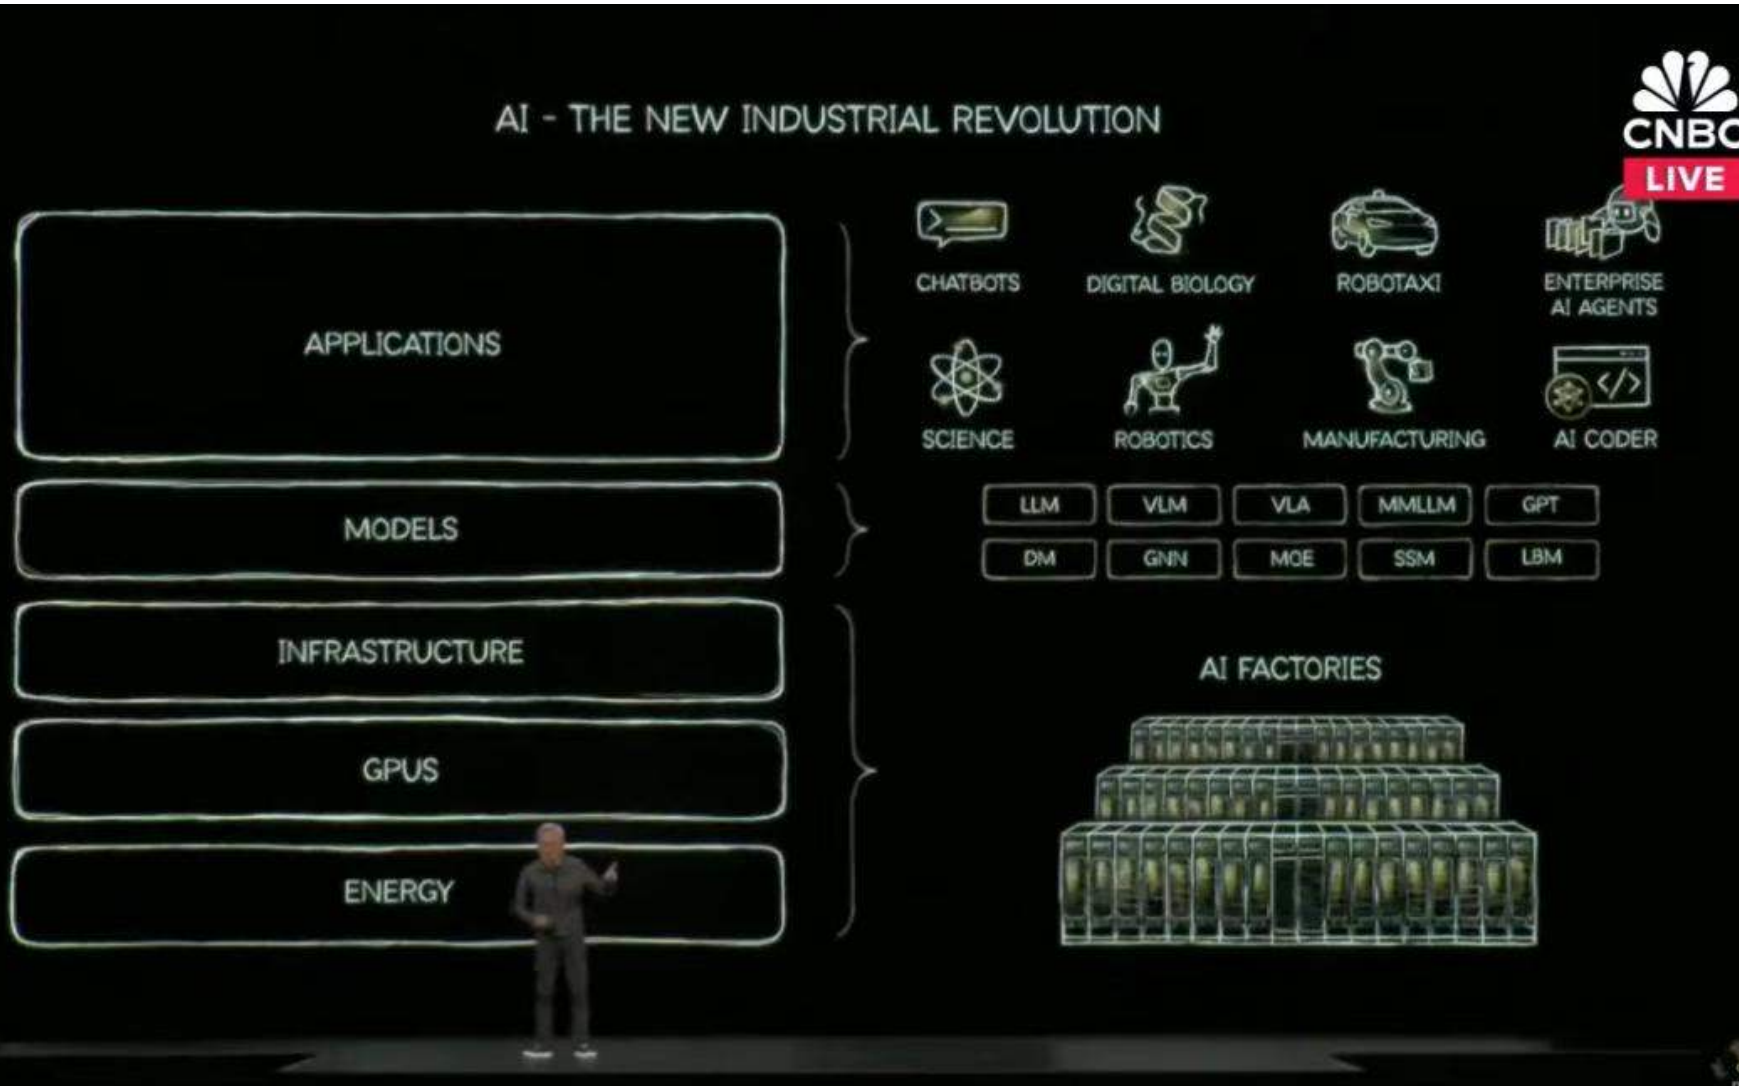 AI - THE NEW INDUSTRIAL REVOLUTION
CNBC
LIVE
APPLICATIONS
CHATBOTS
DIGITAL BIOLOGY
ROBOTAXI
ENTERPRISE
AI AGENTS
SCIENCE
ROBOTICS
MANUFACTURING
AI CODER
MODELS
LLM
VLM
VLA
MMLLM
GPT
DM
GNN
MOE
SSM
LBM
INFRASTRUCTURE
GPUS
ENERGY
AI FACTORIES